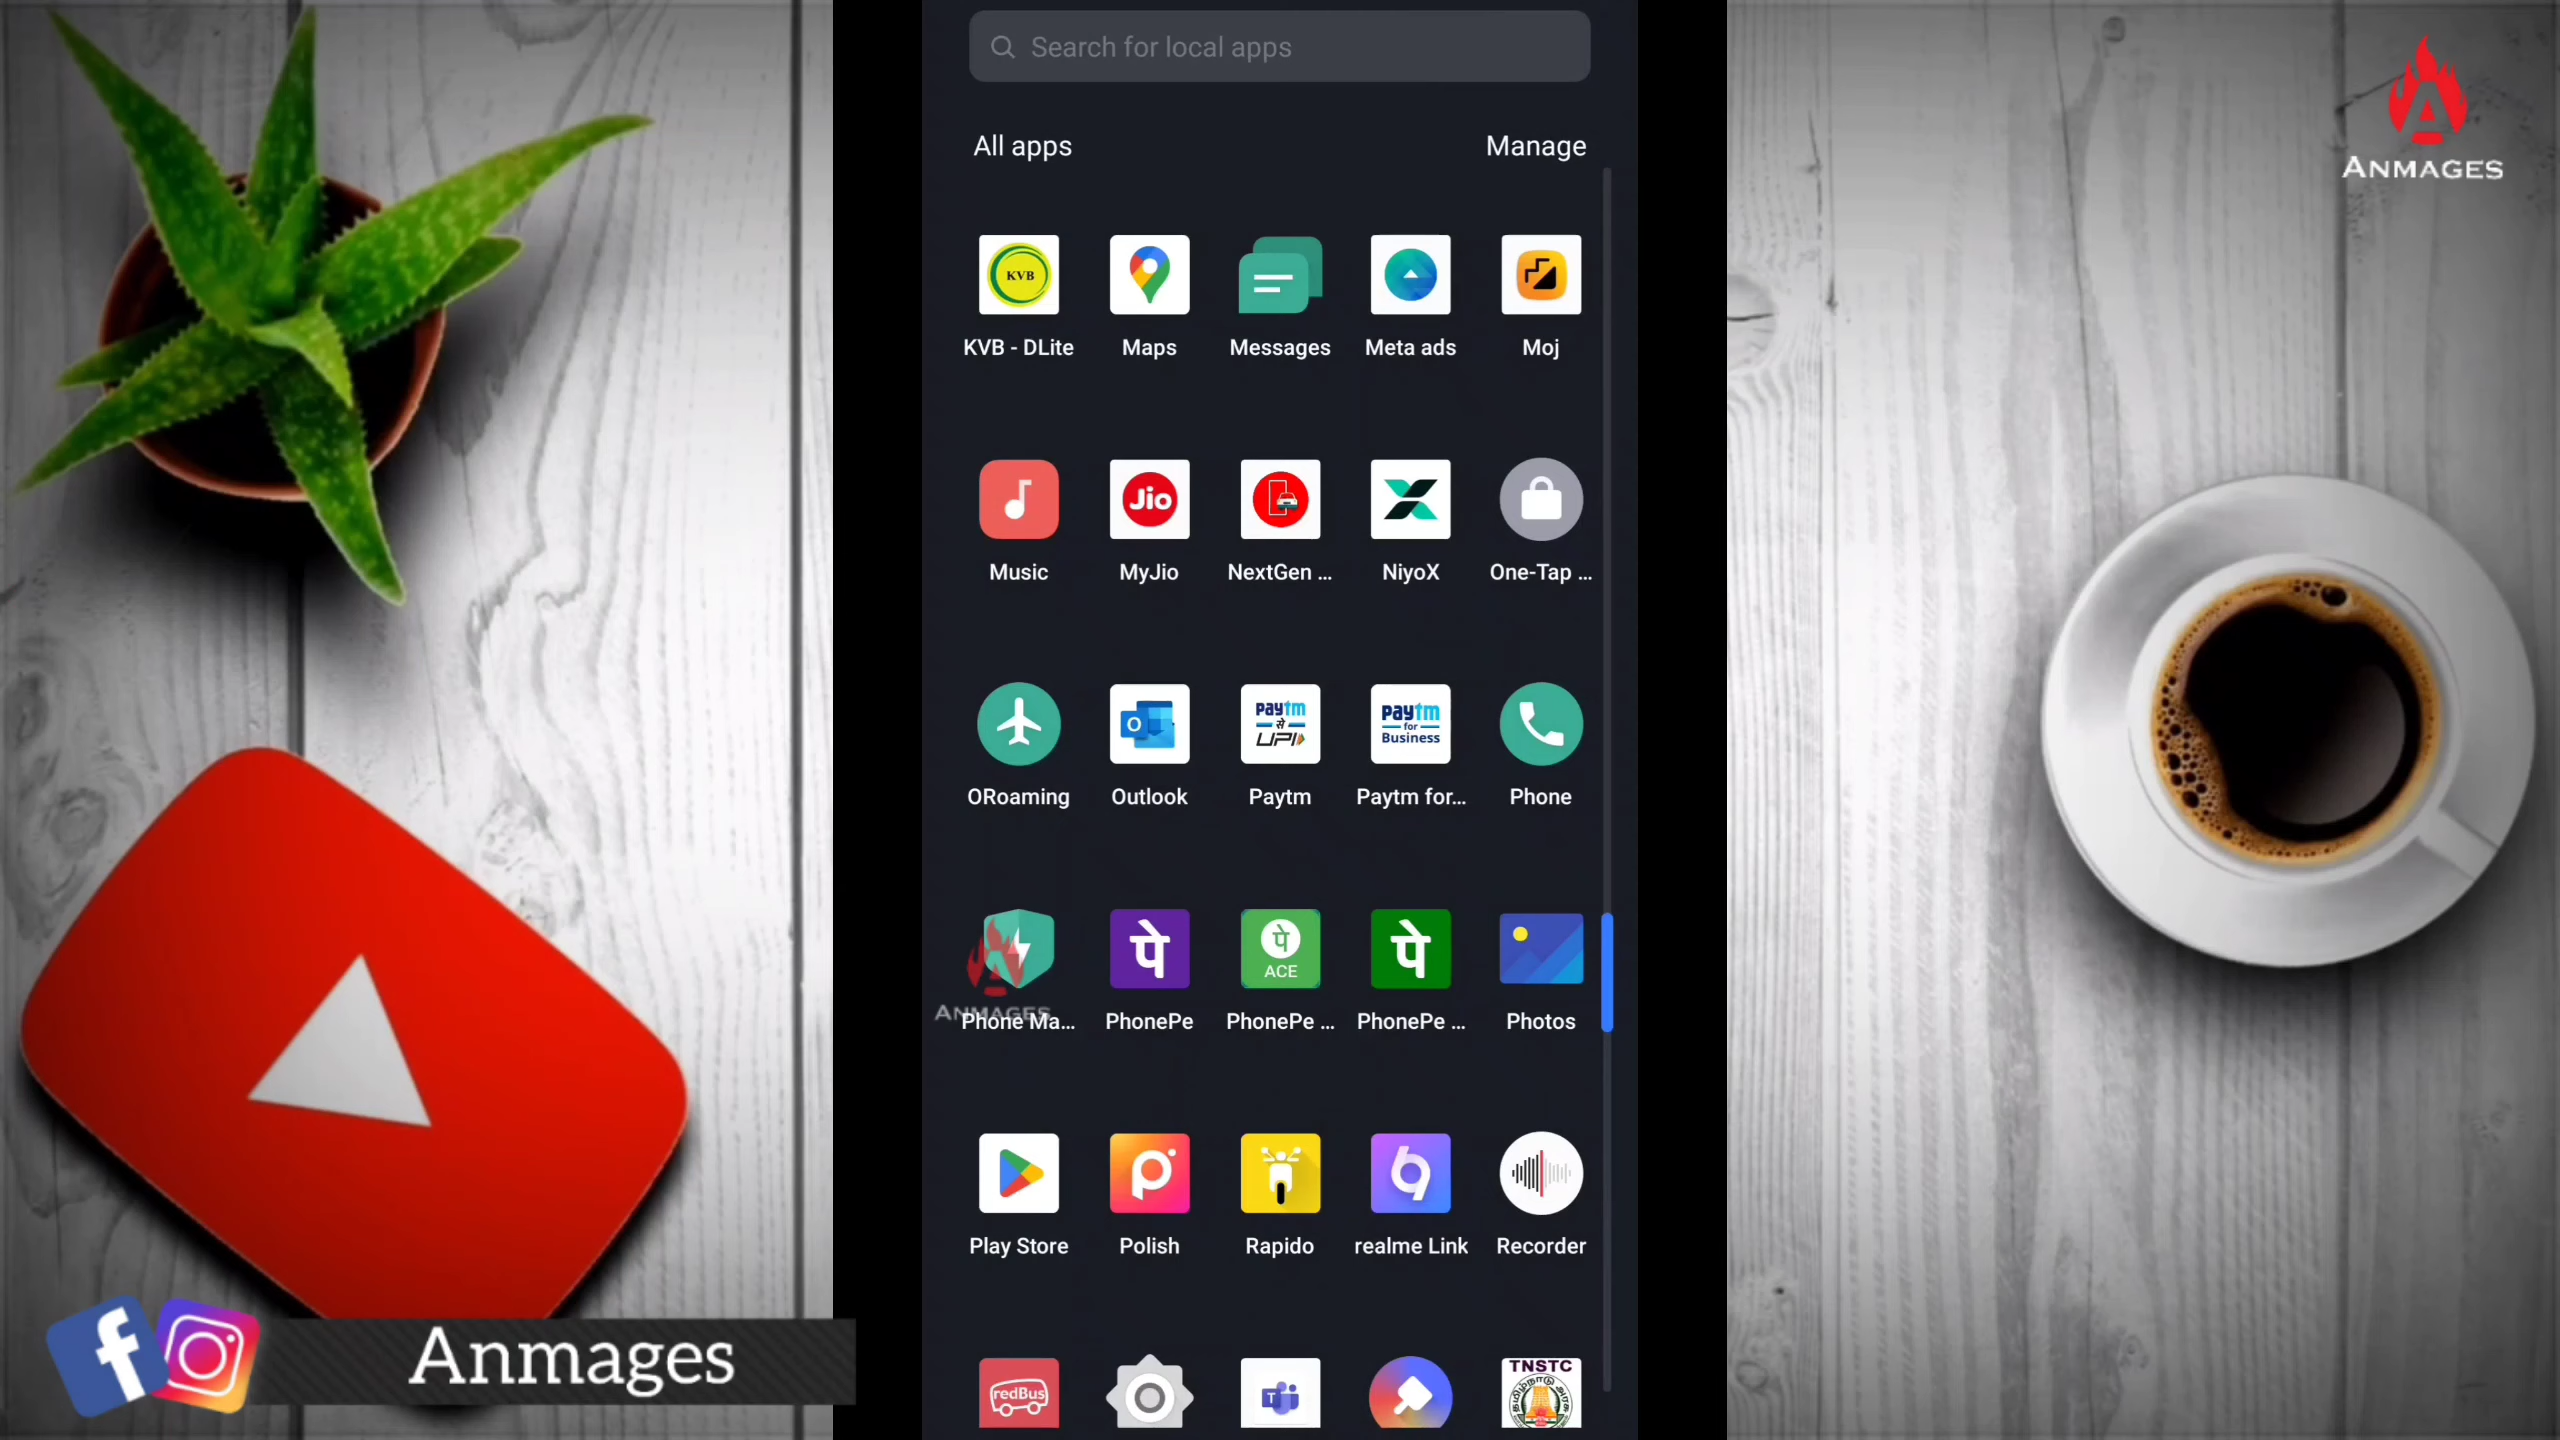 Search for local apps
All apps
Manage
ANMAGES
KVB
KVB - DLite
Maps
Messages
Meta ads
Moj
Jio
Music
MyJio
NextGen ...
NiyoX
One-Tap ...
O
paytm
से
UPI
paytm
for
Business
ORoaming
Outlook
Paytm
Paytm for...
Phone
पे
पे
ACE
पे
ANMAGES
Phone Ma...
PhonePe
PhonePe ...
PhonePe ...
Photos
Play Store
Polish
Rapido
realme Link
Recorder
redBus
T
TNSTC
Anmages